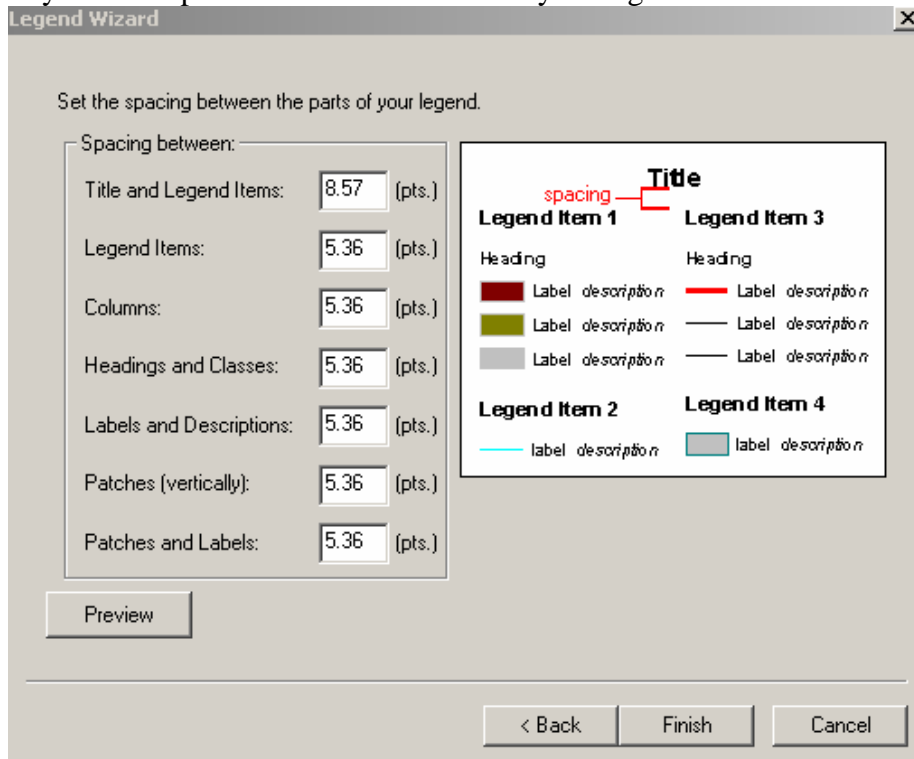 Legend Wizard
Set the spacing between the parts of your legend.
Spacing between:
Title and Legend Items: 8.57 (pts.)
Legend Items: 5.36 (pts.)
Columns: 5.36 (pts.)
Headings and Classes: 5.36 (pts.)
Labels and Descriptions: 5.36 (pts.)
Patches (vertically): 5.36 (pts.)
Patches and Labels: 5.36 (pts.)
Title
spacing
Legend Item 1 Legend Item 3
Heading Heading
Label description Label description
Label description Label description
Label description Label description
Legend Item 2 Legend Item 4
label description label description
Preview
< Back Finish Cancel